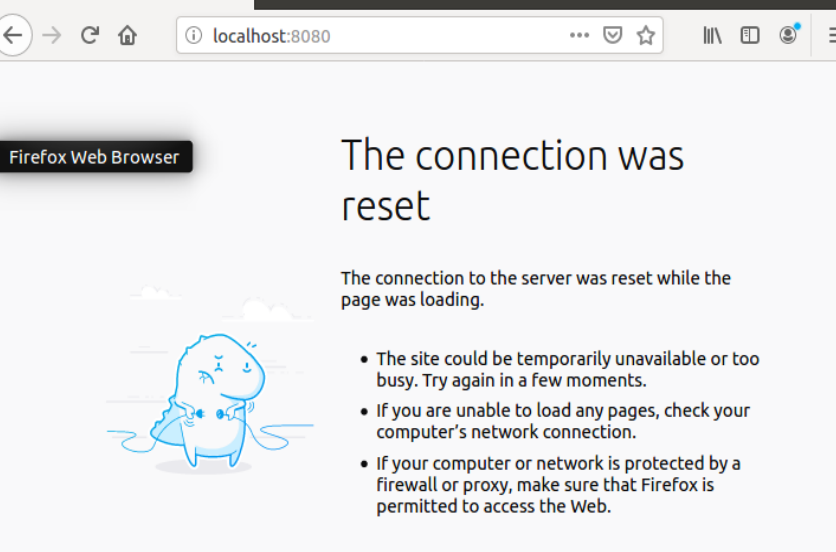 localhost:8080
Firefox Web Browser
The connection was
reset
The connection to the server was reset while the
page was loading.
• The site could be temporarily unavailable or too
busy. Try again in a few moments.
• If you are unable to load any pages, check your
computer’s network connection.
• If your computer or network is protected by a
firewall or proxy, make sure that Firefox is
permitted to access the Web.